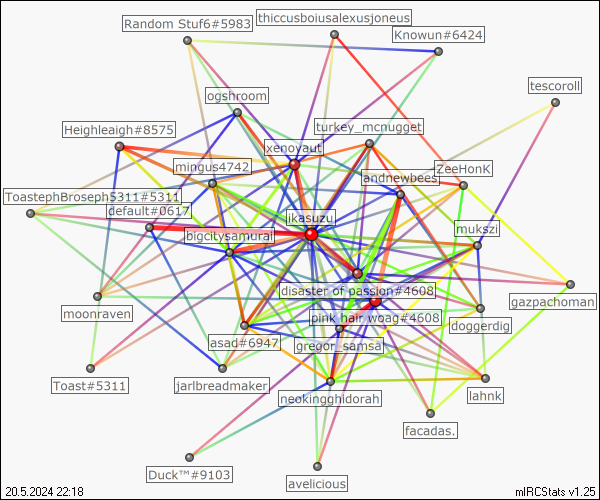 thiccusboiusalexusjoneus
Random Stuf6#5983
Knowun#6424
tescoroll
ogshroom
Heighleaigh#8575
turkey_mcnugget
xenoyaut
mingus4742
andrewbees
ZeeHonK
ToastephBroseph5311#5311
default#0617
ikasuzu
bigcitysamurai
mukszi
disaster of passion#4608
gazpachoman
moonraven
pink hair woag#4608
doggerdig
asad#6947
gregor_samsa
Toast#5311
jarlbreadmaker
neokingghidorah
lahnk
facadas.
Duck™#9103
avelicious
20.5.2024 22:18
mIRCStats v1.25